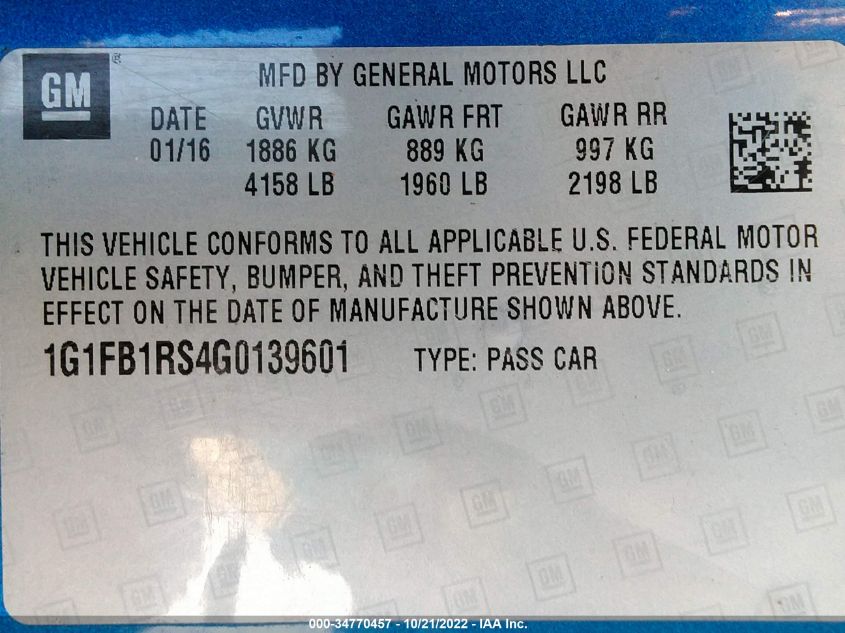 GM
MFD BY GENERAL MOTORS LLC
DATE GVWR GAWR FRT GAWR RR
01/16 1886 KG 889 KG 997 KG
4158 LB 1960 LB 2198 LB
THIS VEHICLE CONFORMS TO ALL APPLICABLE U.S. FEDERAL MOTOR
VEHICLE SAFETY, BUMPER, AND THEFT PREVENTION STANDARDS IN
EFFECT ON THE DATE OF MANUFACTURE SHOWN ABOVE.
1G1FB1RS4G0139601 TYPE: PASS CAR
000-34770457 - 10/21/2022 - IAA Inc.